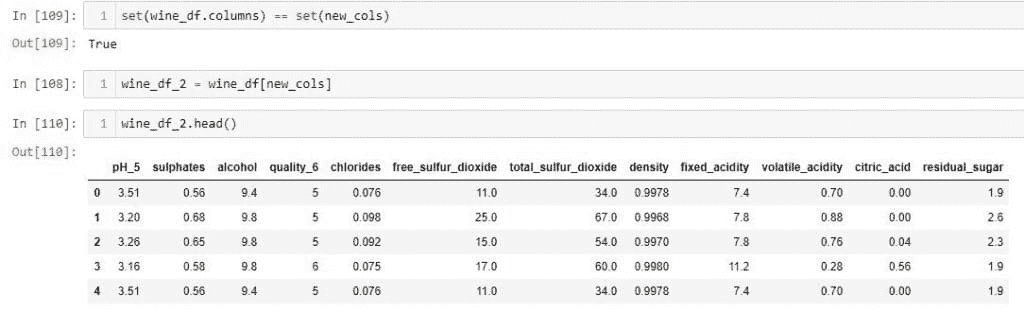 In [109]: 1 set(wine_df.columns) == set(new_cols)
Out[109]: True
In [108]: 1 wine_df_2 = wine_df[new_cols]
In [110]: 1 wine_df_2.head()
Out[110]:
pH_5 sulphates alcohol quality_6 chlorides free_sulfur_dioxide total_sulfur_dioxide density fixed_acidity volatile_acidity citric_acid residual_sugar
0 3.51 0.56 9.4 5 0.076 11.0 34.0 0.9978 7.4 0.70 0.00 1.9
1 3.20 0.68 9.8 5 0.098 25.0 67.0 0.9968 7.8 0.88 0.00 2.6
2 3.26 0.65 9.8 5 0.092 15.0 54.0 0.9970 7.8 0.76 0.04 2.3
3 3.16 0.58 9.8 6 0.075 17.0 60.0 0.9980 11.2 0.28 0.56 1.9
4 3.51 0.56 9.4 5 0.076 11.0 34.0 0.9978 7.4 0.70 0.00 1.9